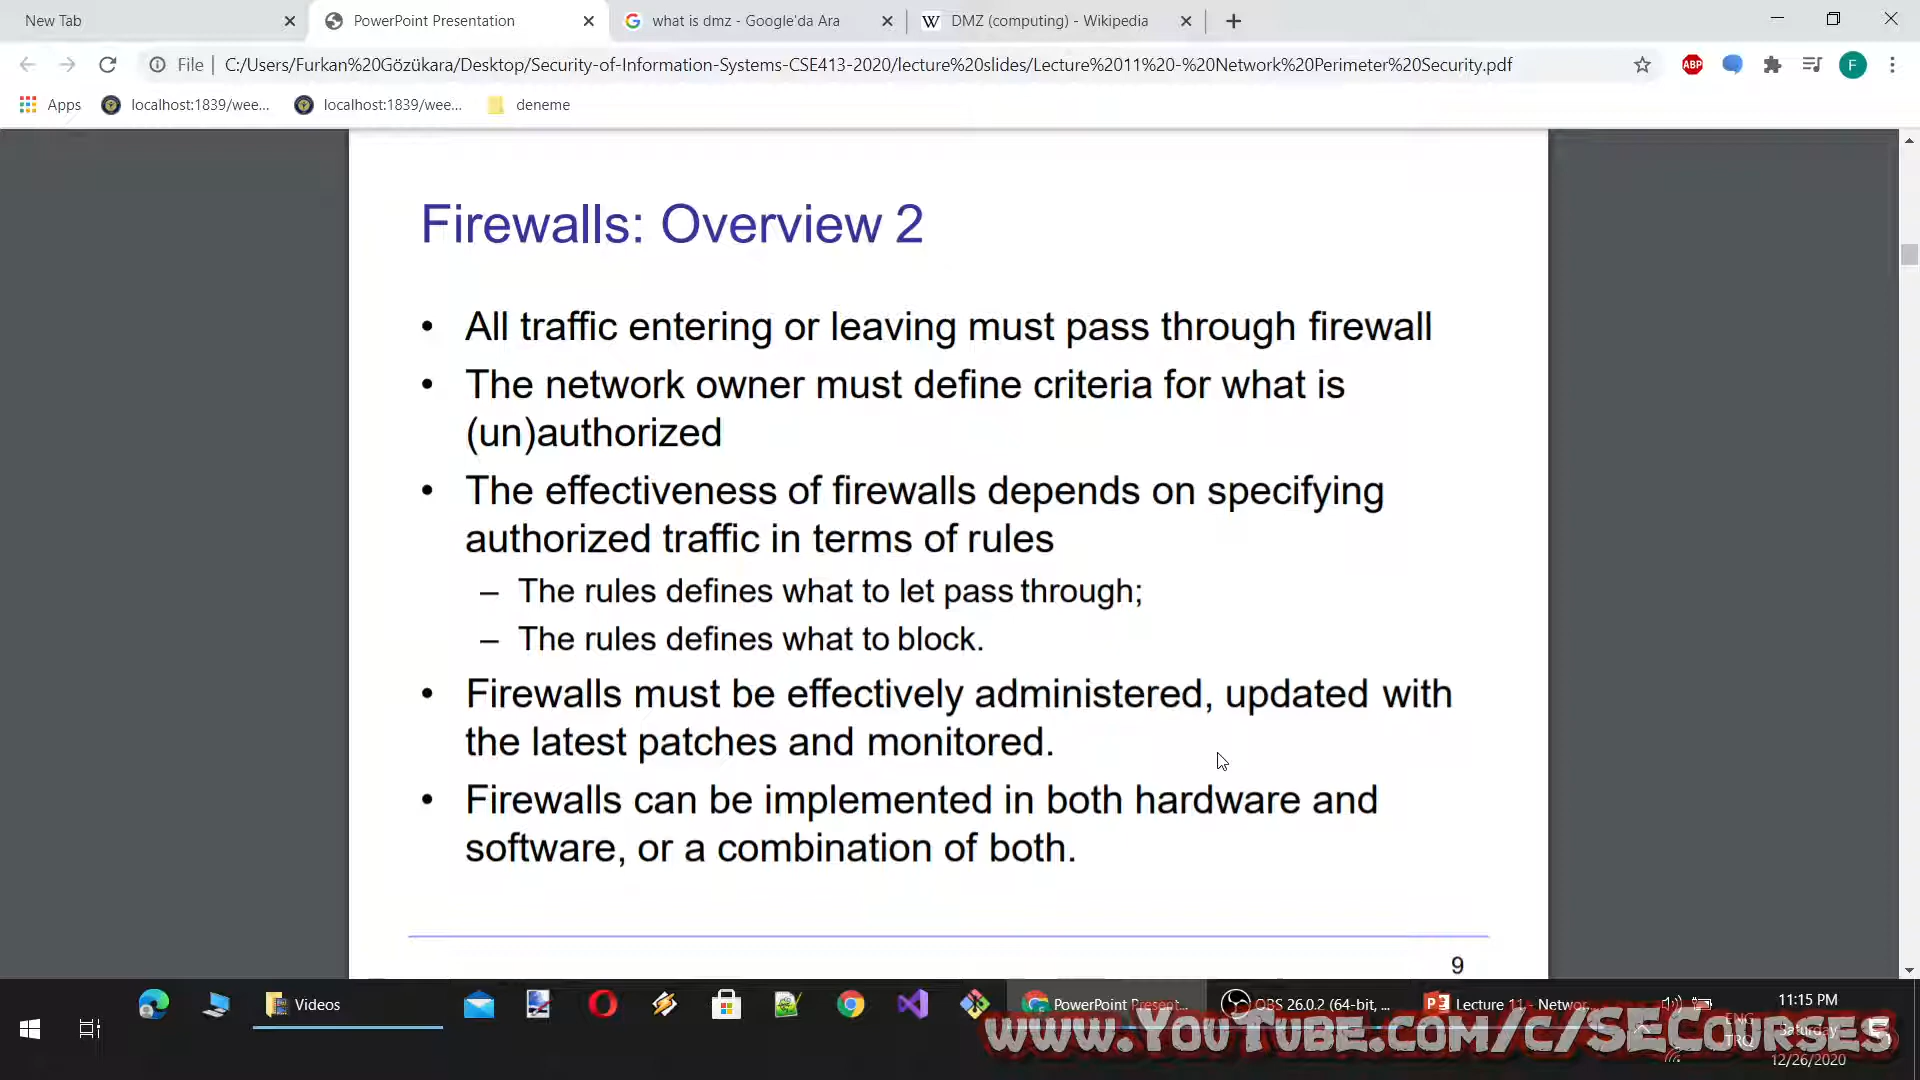 New Tab
PowerPoint Presentation
what is dmz - Google'da Ara
DMZ (computing) - Wikipedia
File
C:/Users/Furkan%20Gözükara/Desktop/Security-of-Information-Systems-CSE413-2020/lecture%20slides/Lecture%2011%20-%20Network%20Perimeter%20Security.pdf
ABP
F
Apps
localhost:1839/wee...
localhost:1839/wee...
deneme
Firewalls: Overview 2
• All traffic entering or leaving must pass through firewall
• The network owner must define criteria for what is
(un)authorized
• The effectiveness of firewalls depends on specifying
authorized traffic in terms of rules
– The rules defines what to let pass through;
– The rules defines what to block.
• Firewalls must be effectively administered, updated with
the latest patches and monitored.
• Firewalls can be implemented in both hardware and
software, or a combination of both.
9
Videos
PowerPoint Present...
OBS 26.0.2 (64-bit, ...
Lecture 11 - Networ...
11:15 PM
ENG
Saturday
TRQ
12/26/2020
www.YouTube.com/c/SECourses